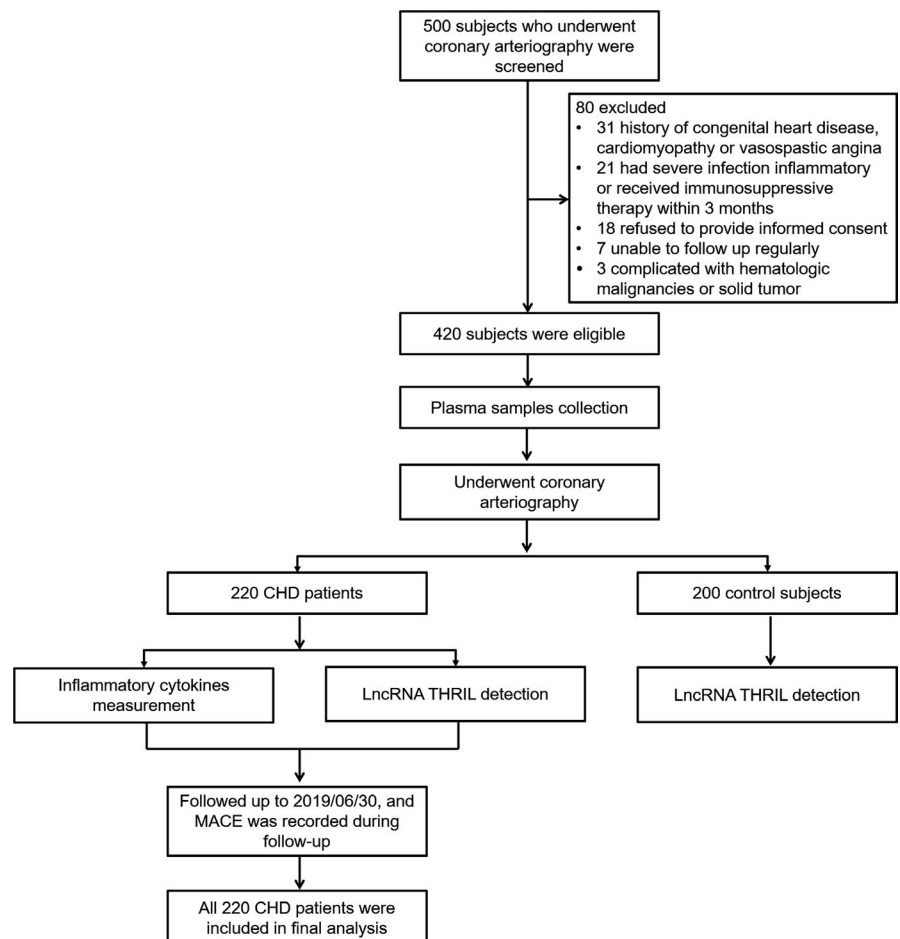 500 subjects who underwent
coronary arteriography were
screened
80 excluded
• 31 history of congenital heart disease,
cardiomyopathy or vasospastic angina
• 21 had severe infection inflammatory
or received immunosuppressive
therapy within 3 months
• 18 refused to provide informed consent
• 7 unable to follow up regularly
• 3 complicated with hematologic
malignancies or solid tumor
420 subjects were eligible
Plasma samples collection
Underwent coronary
arteriography
220 CHD patients
200 control subjects
Inflammatory cytokines
measurement
LncRNA THRIL detection
LncRNA THRIL detection
Followed up to 2019/06/30, and
MACE was recorded during
follow-up
All 220 CHD patients were
included in final analysis